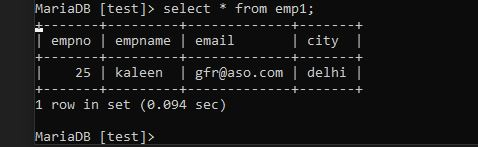 MariaDB [test]> select * from emp1;
+-------+---------+-------------+-------+
| empno | empname | email       | city  |
+-------+---------+-------------+-------+
|    25 | kaleen  | gfr@aso.com | delhi |
+-------+---------+-------------+-------+
1 row in set (0.094 sec)
MariaDB [test]>